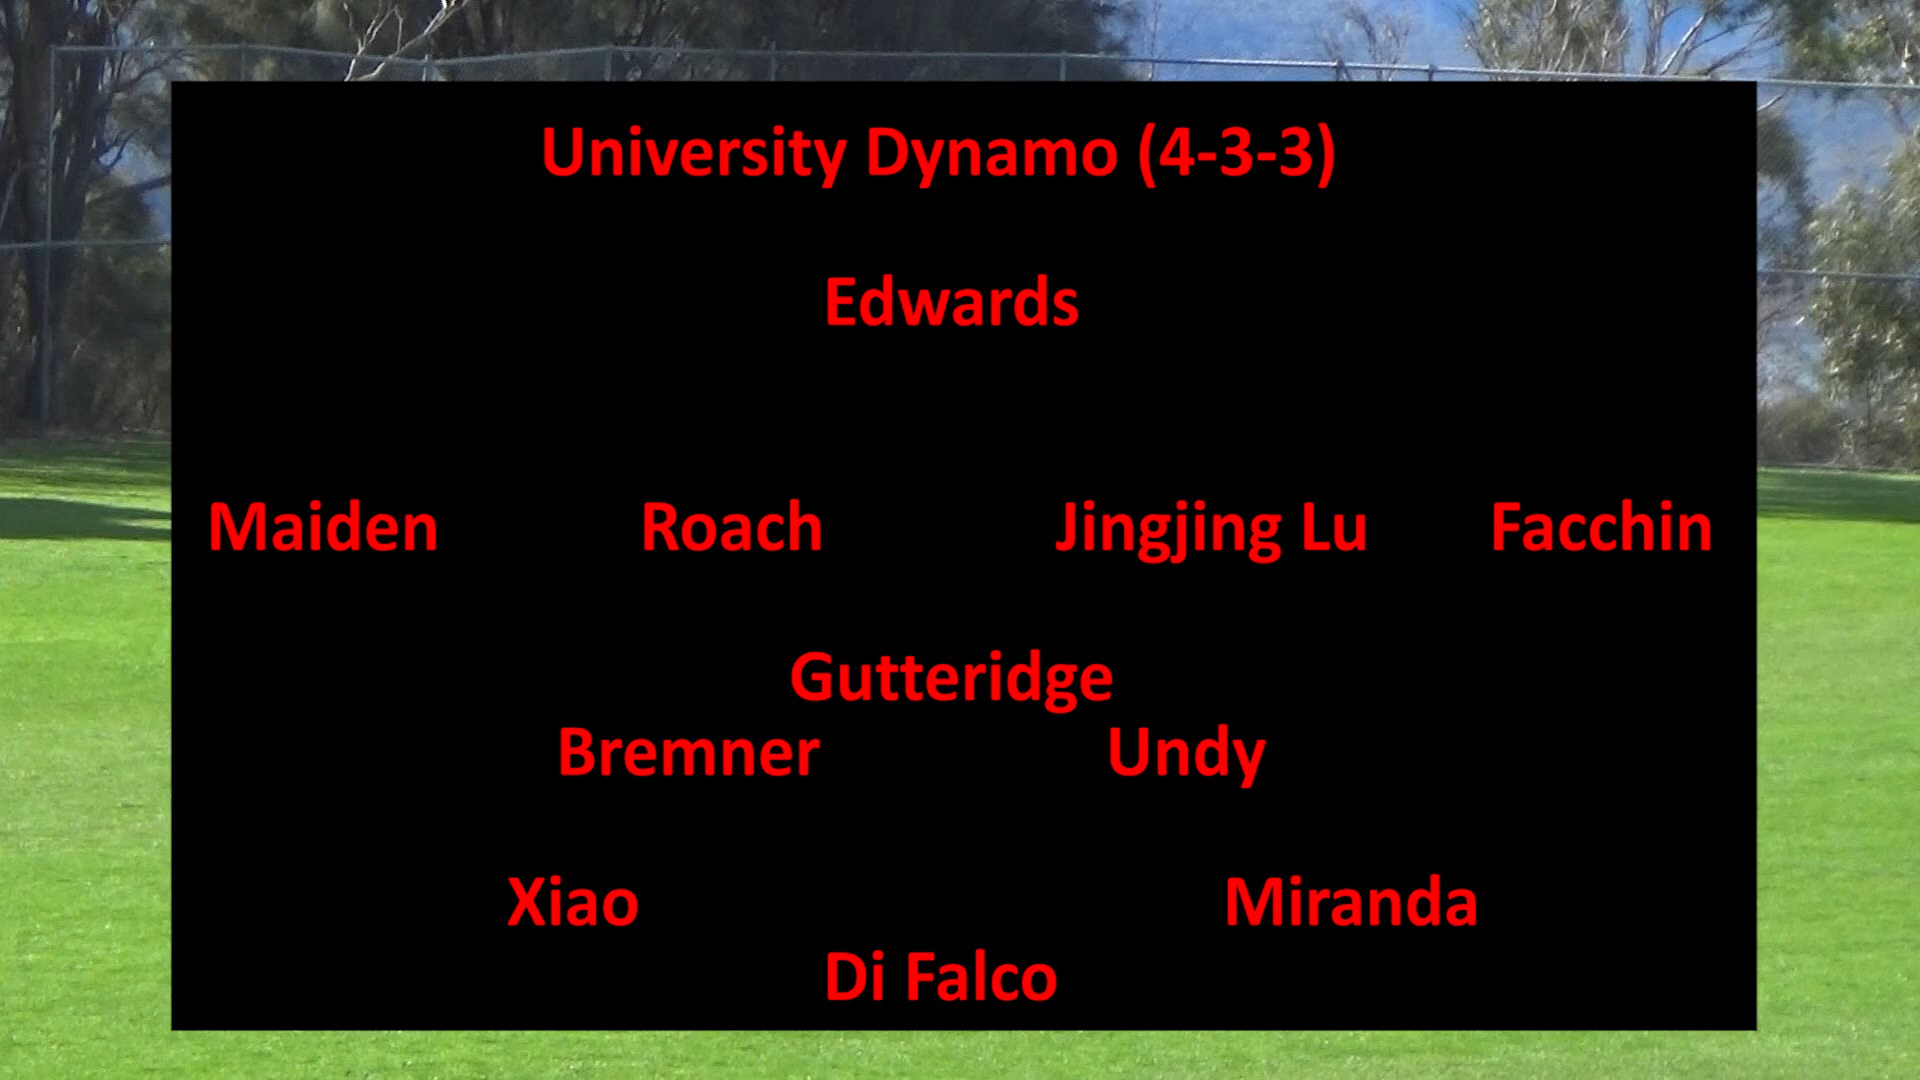 University Dynamo (4-3-3)
Edwards
Maiden Roach Jingjing Lu Facchin
Gutteridge
Bremner Undy
Xiao Miranda
Di Falco